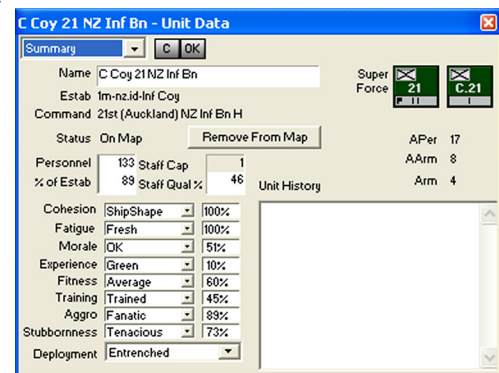 C Coy 21 NZ Inf Bn - Unit Data
Summary C OK
Name C Coy 21 NZ Inf Bn
Super Force 21 C.21
Estab 1m-nz.id-Inf Coy
Command 21st (Auckland) NZ Inf Bn H
Status On Map Remove From Map
APer 17
Personnel 133 Staff Cap 1
AArm 8
% of Estab 89 Staff Qual % 46
Arm 4
Unit History
Cohesion ShipShape 100%
Fatigue Fresh 100%
Morale OK 51%
Experience Green 10%
Fitness Average 60%
Training Trained 45%
Aggro Fanatic 89%
Stubbornness Tenacious 73%
Deployment Entrenched